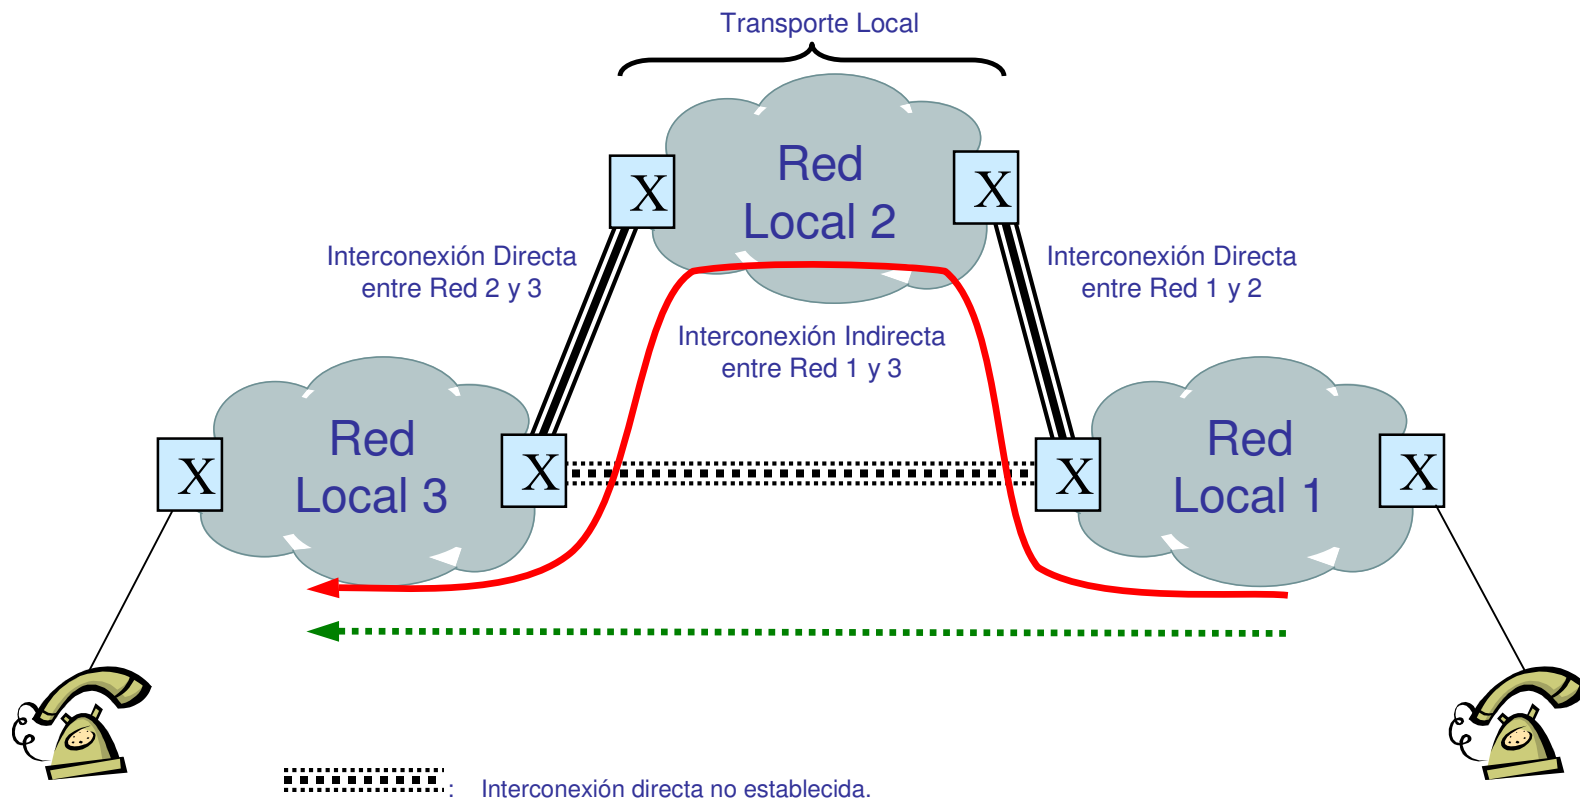 Transporte Local
Red
Local 2
X
X
Interconexión Directa
entre Red 2 y 3
Interconexión Directa
entre Red 1 y 2
Interconexión Indirecta
entre Red 1 y 3
Red
Local 3
X
X
Red
Local 1
X
X
: Interconexión directa no establecida.